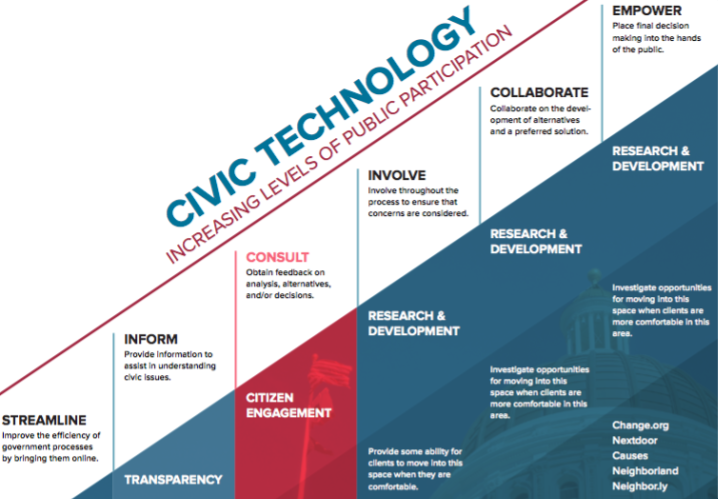 CIVIC TECHNOLOGY
INCREASING LEVELS OF PUBLIC PARTICIPATION
STREAMLINE
Improve the efficiency of
government processes
by bringing them online.
INFORM
Provide information to
assist in understanding
civic issues.
TRANSPARENCY
CONSULT
Obtain feedback on
analysis, alternatives,
and/or decisions.
CITIZEN
ENGAGEMENT
INVOLVE
Involve throughout the
process to ensure that
concerns are considered.
RESEARCH &
DEVELOPMENT
Provide some ability for
clients to move into this
space when they are
comfortable.
COLLABORATE
Collaborate on the devel-
opment of alternatives
and a preferred solution.
RESEARCH &
DEVELOPMENT
Investigate opportunities
for moving into this
space when clients are
more comfortable in this
area.
EMPOWER
Place final decision
making into the hands
of the public.
RESEARCH &
DEVELOPMENT
Investigate opportunities
for moving into this
space when clients are
more comfortable in this
area.
Change.org
Nextdoor
Causes
Neighborland
Neighbor.ly